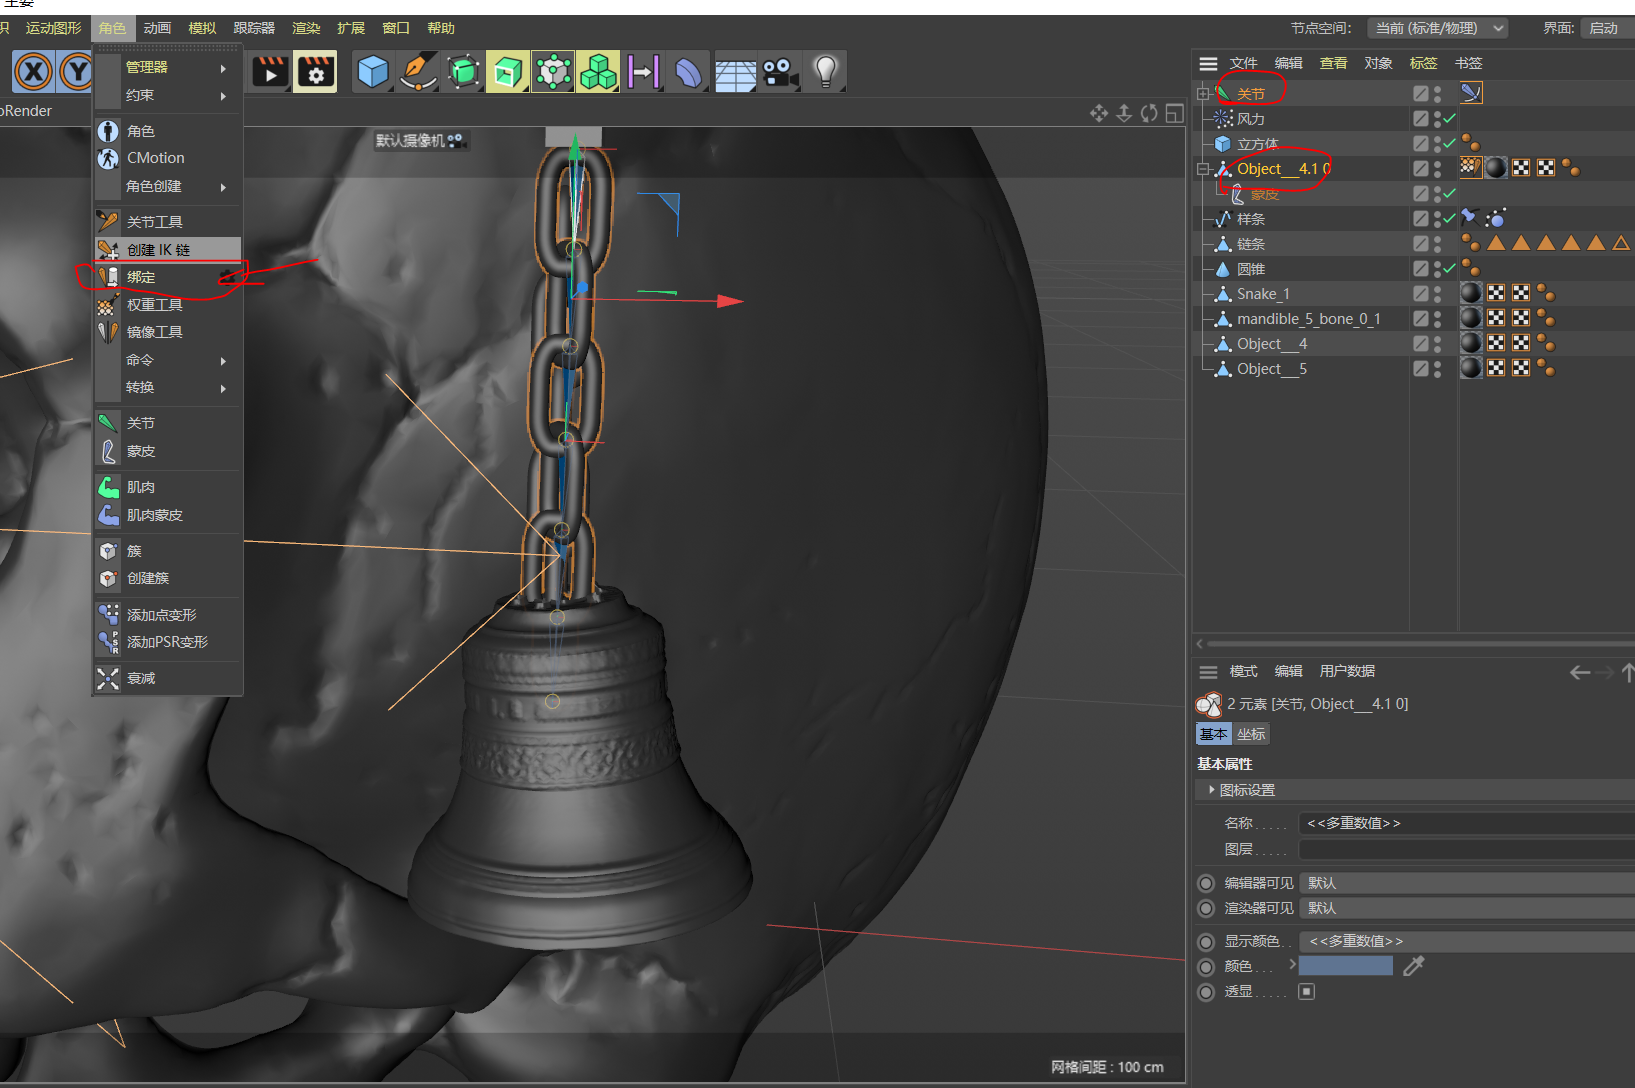 运动图形 角色 动画 模拟 跟踪器 渲染 扩展 窗口 帮助
节点空间: 当前 (标准/物理) 界面: 启动
管理器
约束
角色
CMotion
角色创建
关节工具
创建 IK 链
绑定
权重工具
镜像工具
命令
转换
关节
蒙皮
肌肉
肌肉蒙皮
簇
创建簇
添加点变形
添加PSR变形
衰减
X Y
oRender
默认摄像机
网格间距 : 100 cm
文件 编辑 查看 对象 标签 书签
关节
风力
立方体
Object___4.1 0
蒙皮
样条
链条
圆锥
Snake_1
mandible_5_bone_0_1
Object___4
Object___5
模式 编辑 用户数据
2 元素 [关节, Object___4.1 0]
基本 坐标
基本属性
图标设置
名称 . . . . . <<多重数值>>
图层 . . . . .
编辑器可见 默认
渲染器可见 默认
显示颜色 . . <<多重数值>>
颜色 . . . .
透显 . . . . .